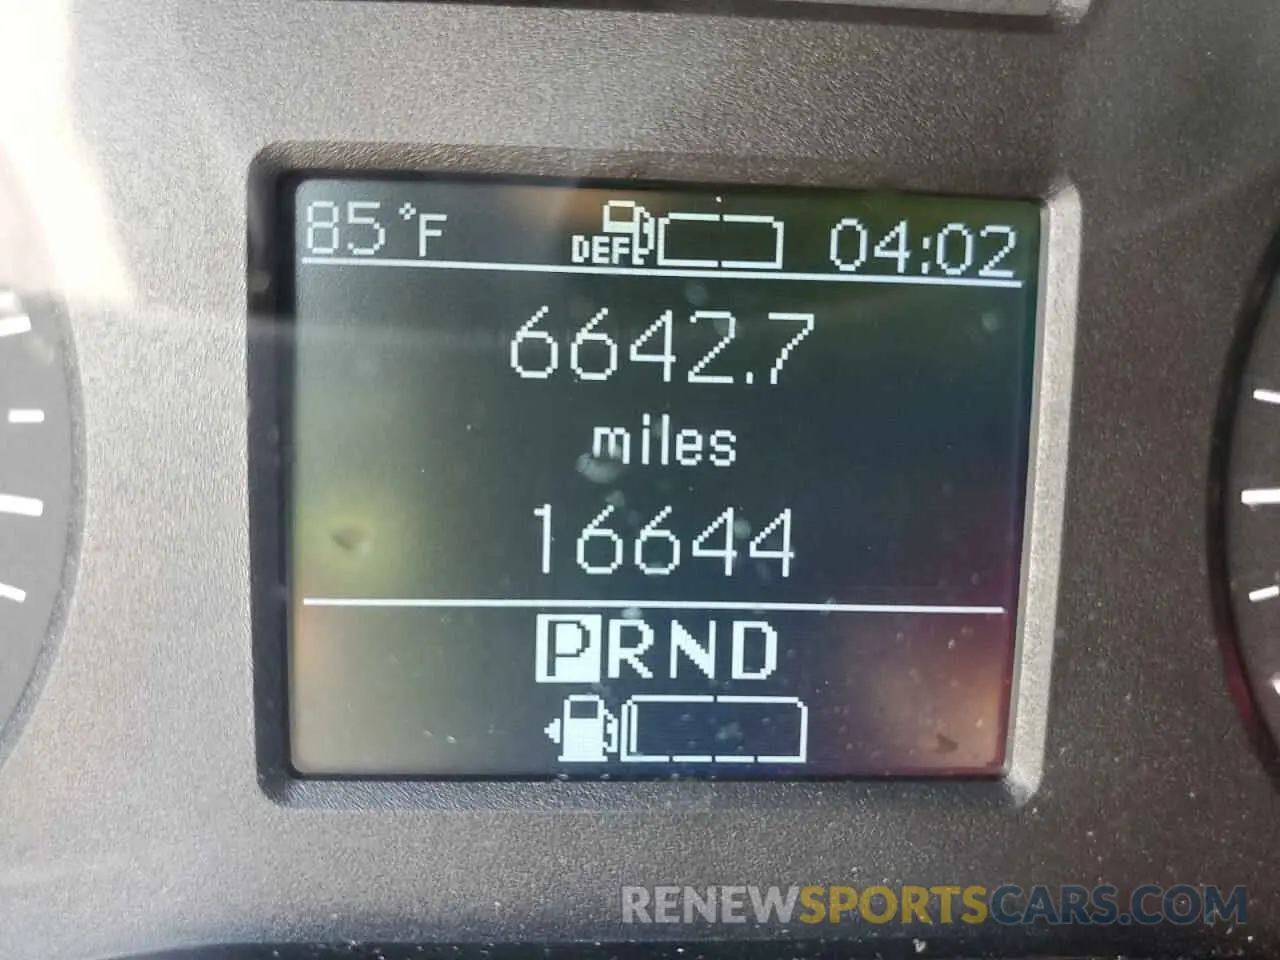 85°F DEF 04:02
6642.7
miles
16644
PRND
RENEWSPORTSCARS.COM